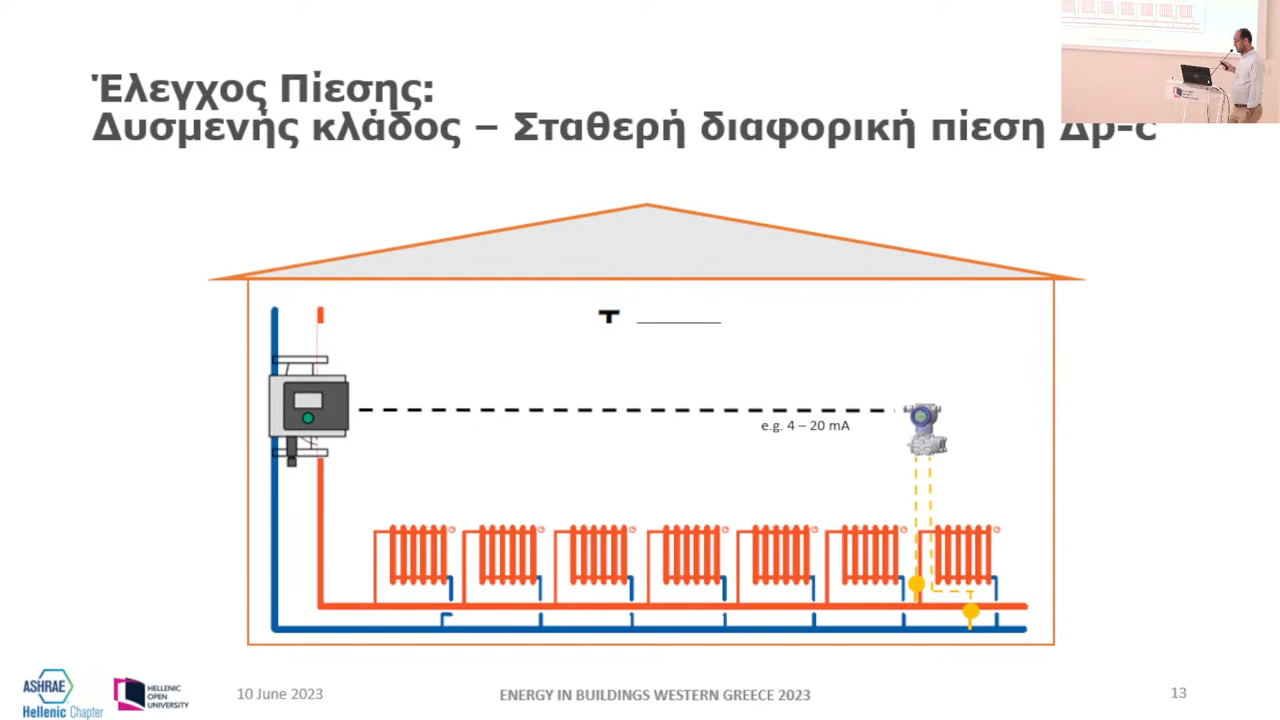 Έλεγχος Πίεσης:
Δυσμενής κλάδος – Σταθερή διαφορική πίεση Δp-c
T
e.g. 4 – 20 mA
ASHRAE
Hellenic Chapter
HELLENIC
OPEN
UNIVERSITY
10 June 2023
ENERGY IN BUILDINGS WESTERN GREECE 2023
13